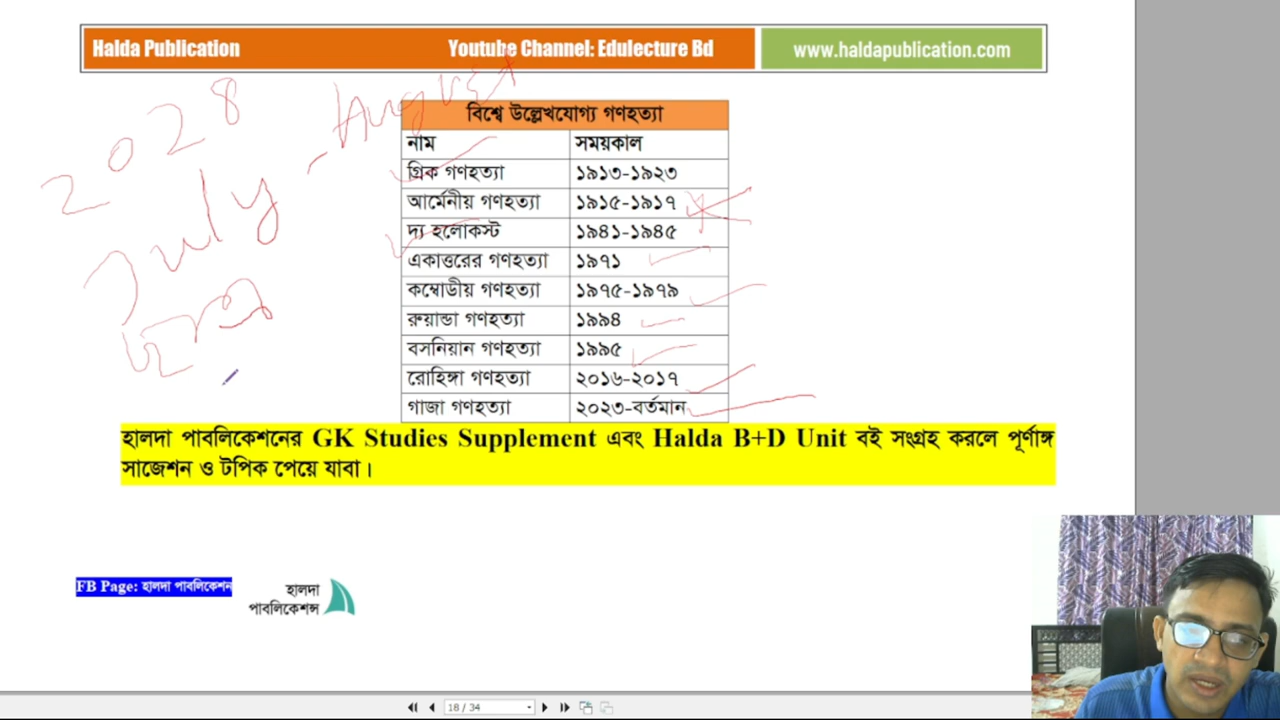 Halda Publication Youtube Channel: Edulecture Bd www.haldapublication.com
2028
July - August
বিশ্বে উল্লেখযোগ্য গণহত্যা
নাম সময়কাল
গ্রিক গণহত্যা ১৯১৩-১৯২৩
আর্মেনীয় গণহত্যা ১৯১৫-১৯১৭
দ্য হলোকস্ট ১৯৪১-১৯৪৫
একাত্তরের গণহত্যা ১৯৭১
কম্বোডীয় গণহত্যা ১৯৭৫-১৯৭৯
রুয়ান্ডা গণহত্যা ১৯৯৪
বসনিয়ান গণহত্যা ১৯৯৫
রোহিঙ্গা গণহত্যা ২০১৬-২০১৭
গাজা গণহত্যা ২০২৩-বর্তমান
হালদা পাবলিকেশনের GK Studies Supplement এবং Halda B+D Unit বই সংগ্রহ করলে পূর্ণাঙ্গ
সাজেশন ও টপিক পেয়ে যাবা।
FB Page: হালদা পাবলিকেশন
হালদা
পাবলিকেশন্স
18 / 34